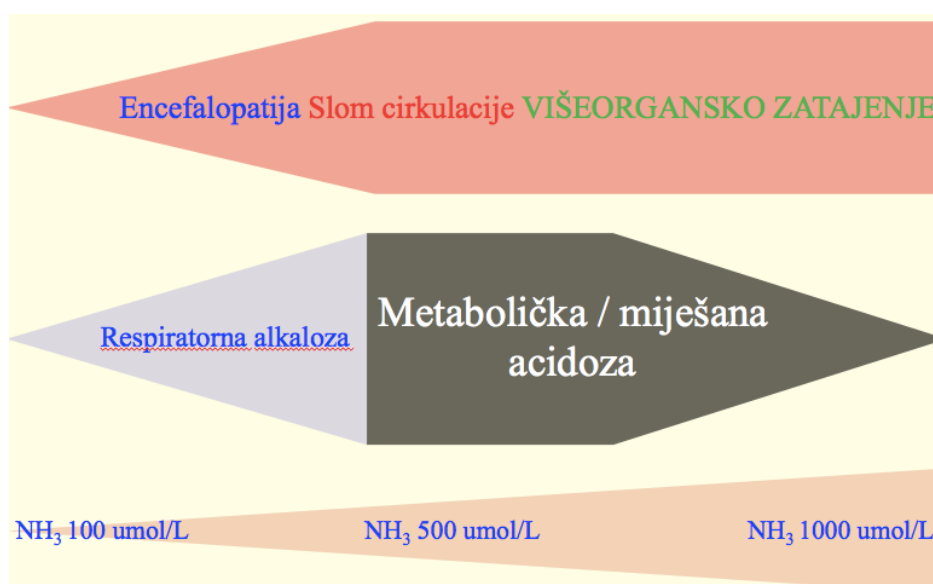 Encefalopatija Slom cirkulacije VIŠEORGANSKO ZATAJENJE
Respiratorna alkaloza
Metabolička / miješana
acidoza
NH₃ 100 umol/L
NH₃ 500 umol/L
NH₃ 1000 umol/L